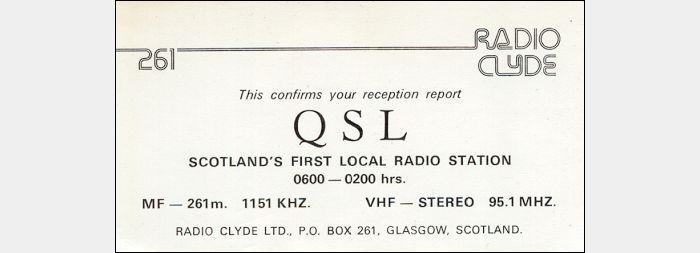 RADIO
261 CLYDE
This confirms your reception report
QSL
SCOTLAND'S FIRST LOCAL RADIO STATION
0600 — 0200 hrs.
MF — 261m. 1151 KHZ. VHF — STEREO 95.1 MHZ.
RADIO CLYDE LTD., P.O. BOX 261, GLASGOW, SCOTLAND.